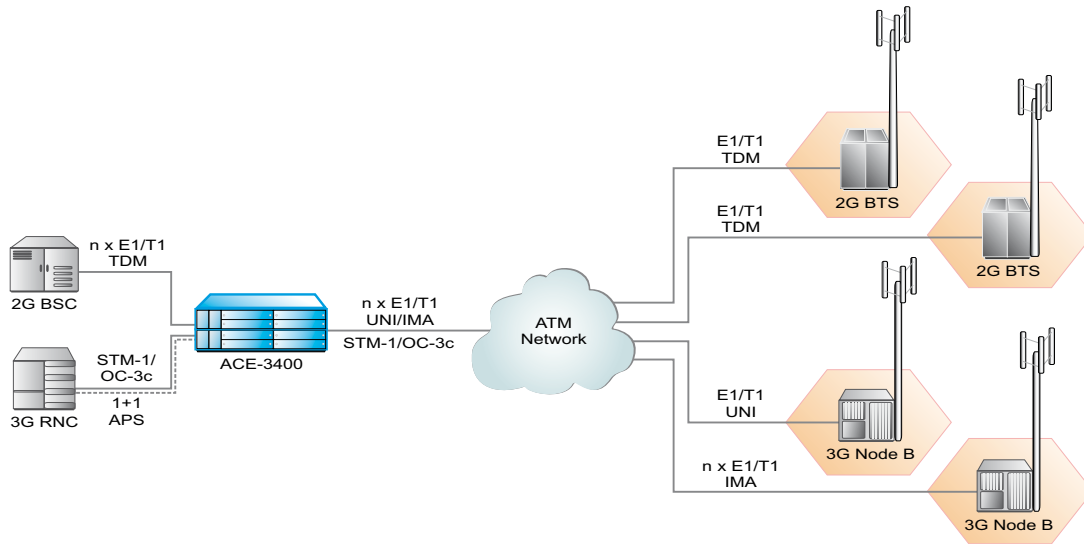 E1/T1
TDM
2G BTS
E1/T1
TDM
2G BTS
n x E1/T1
TDM
2G BSC
n x E1/T1
UNI/IMA
STM-1/OC-3c
ATM
Network
ACE-3400
STM-1/
OC-3c
1+1
APS
3G RNC
E1/T1
UNI
3G Node B
n x E1/T1
IMA
3G Node B